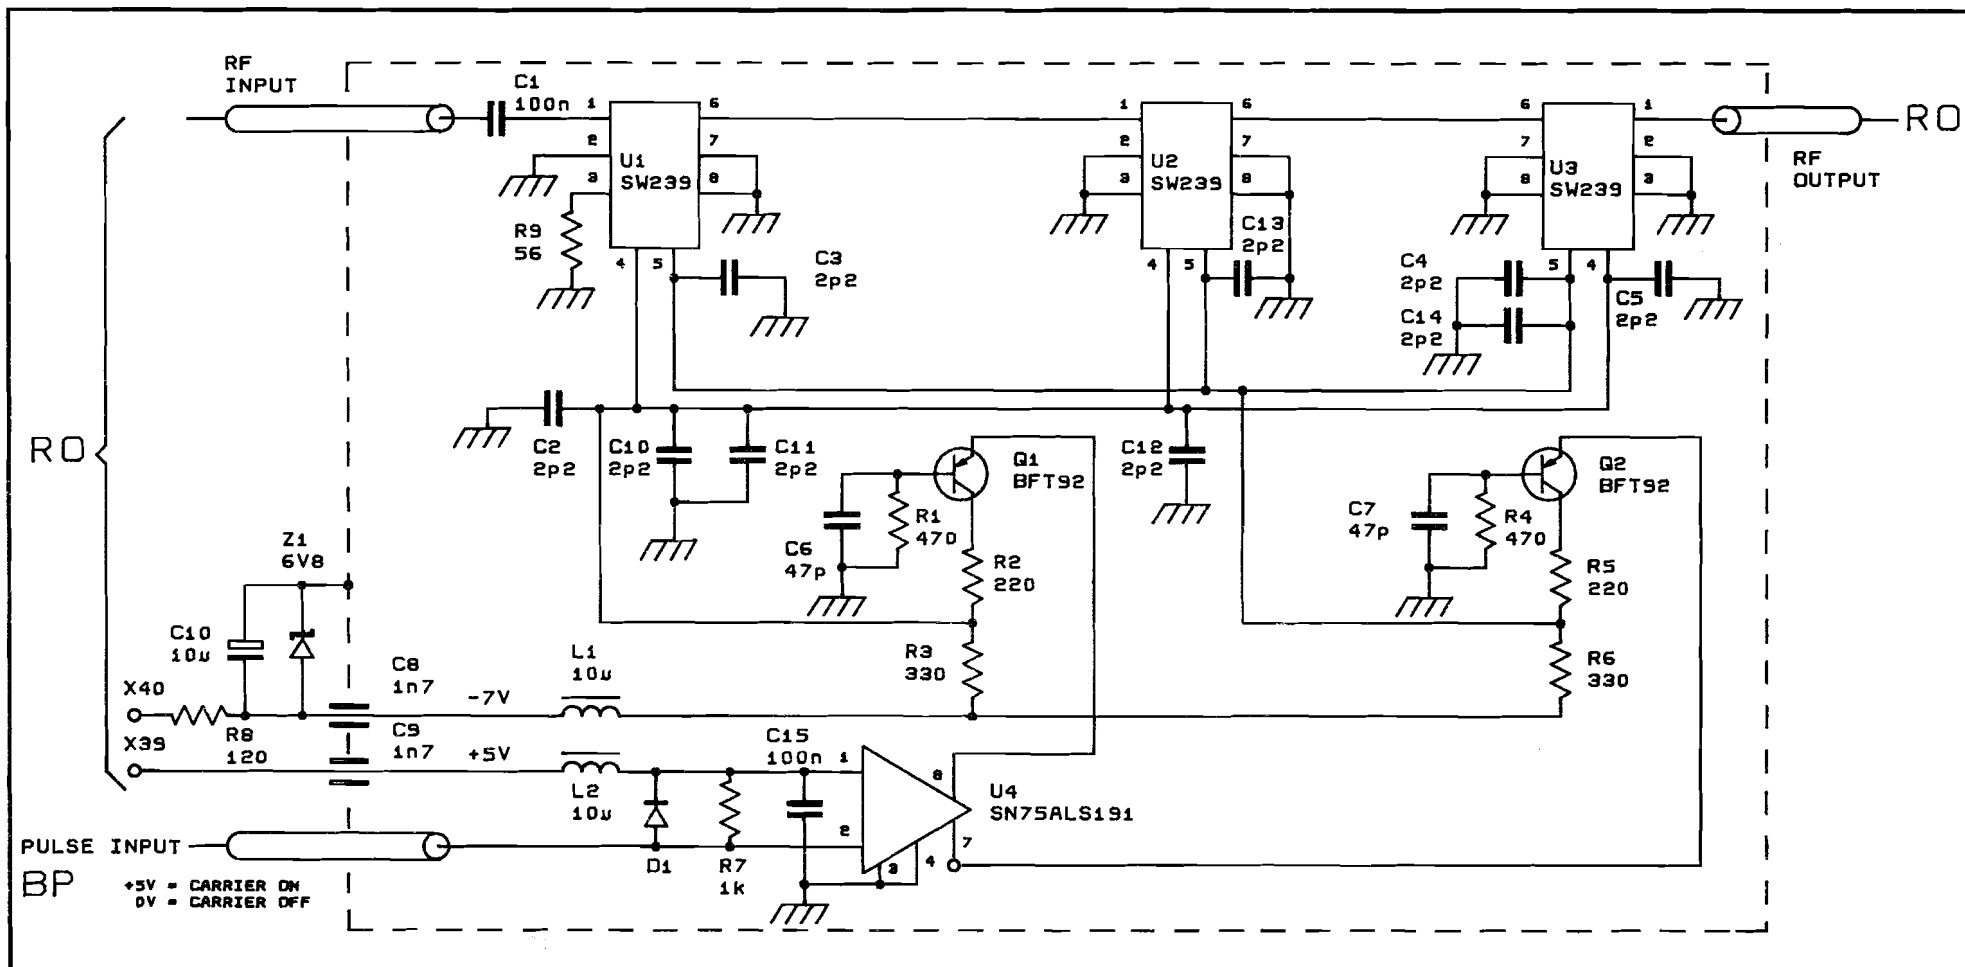 RF
INPUT
C1
100n
1
6
1
6
6
1
RO
2
7
2
7
7
2
U1
SW239
U2
SW239
U3
SW239
RF
OUTPUT
3
8
3
8
8
3
R9
56
C13
2p2
4
5
C3
2p2
4
5
C4
2p2
5
4
C5
2p2
C14
2p2
RO
C2
2p2
C10
2p2
C11
2p2
Q1
BFT92
C12
2p2
Q2
BFT92
R1
470
C6
47p
C7
47p
R4
470
Z1
6V8
R2
220
R5
220
C10
10µ
C8
1n7
L1
10µ
R3
330
R6
330
X40
-7V
X39
R8
120
C9
1n7
+5V
C15
100n
1
8
L2
10µ
U4
SN75ALS191
2
7
PULSE INPUT
D1
R7
1k
3
4
BP
+5V = CARRIER ON
0V = CARRIER OFF